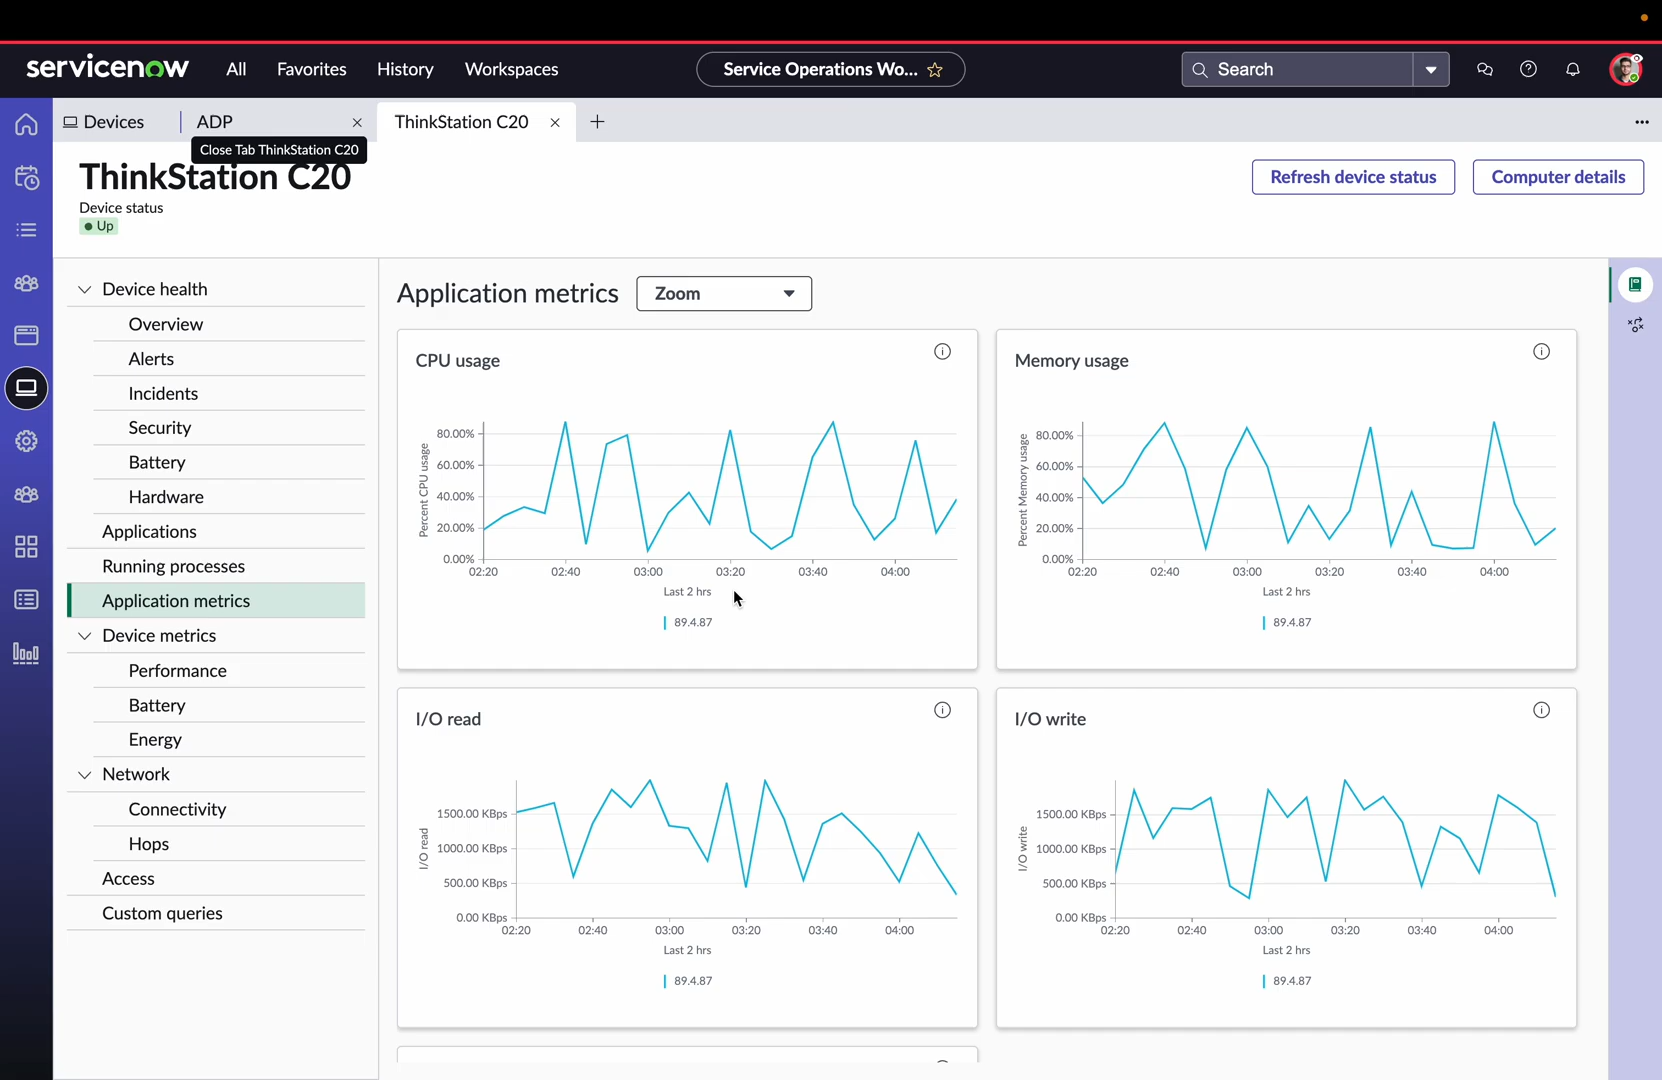 servicenow
All
Favorites
History
Workspaces
Service Operations Wo...
Search
Devices
ADP
ThinkStation C20
Close Tab ThinkStation C20
ThinkStation C20
Device status
Up
Refresh device status
Computer details
Device health
Overview
Alerts
Incidents
Security
Battery
Hardware
Applications
Running processes
Application metrics
Device metrics
Performance
Battery
Energy
Network
Connectivity
Hops
Access
Custom queries
Application metrics
Zoom
CPU usage
Percent CPU usage
80.00%
60.00%
40.00%
20.00%
0.00%
02:20 02:40 03:00 03:20 03:40 04:00
Last 2 hrs
89.4.87
Memory usage
Percent Memory usage
80.00%
60.00%
40.00%
20.00%
0.00%
02:20 02:40 03:00 03:20 03:40 04:00
Last 2 hrs
89.4.87
I/O read
I/O read
1500.00 KBps
1000.00 KBps
500.00 KBps
0.00 KBps
02:20 02:40 03:00 03:20 03:40 04:00
Last 2 hrs
89.4.87
I/O write
I/O write
1500.00 KBps
1000.00 KBps
500.00 KBps
0.00 KBps
02:20 02:40 03:00 03:20 03:40 04:00
Last 2 hrs
89.4.87